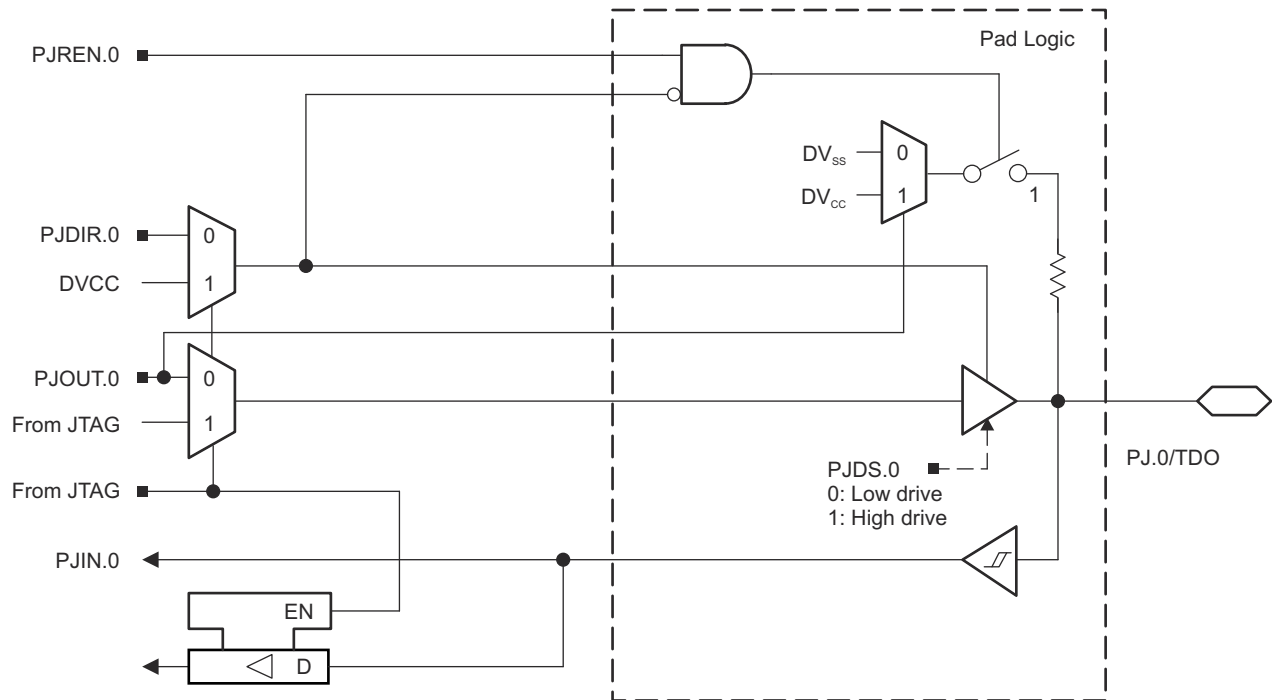 Pad Logic
PJREN.0
DVSS
0
DVCC
1
1
PJDIR.0
0
DVCC
1
PJOUT.0
0
From JTAG
1
PJDS.0
0: Low drive
1: High drive
PJ.0/TDO
From JTAG
PJIN.0
EN
D